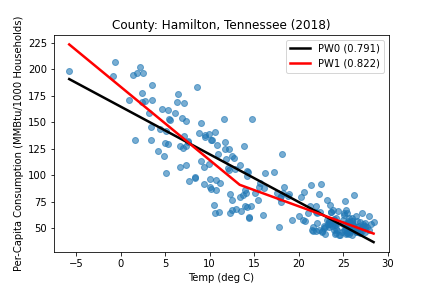 County: Hamilton, Tennessee (2018)
PW0 (0.791)
PW1 (0.822)
Per-Capita Consumption (MMBtu/1000 Households)
225
200
175
150
125
100
75
50
−5 0 5 10 15 20 25 30
Temp (deg C)